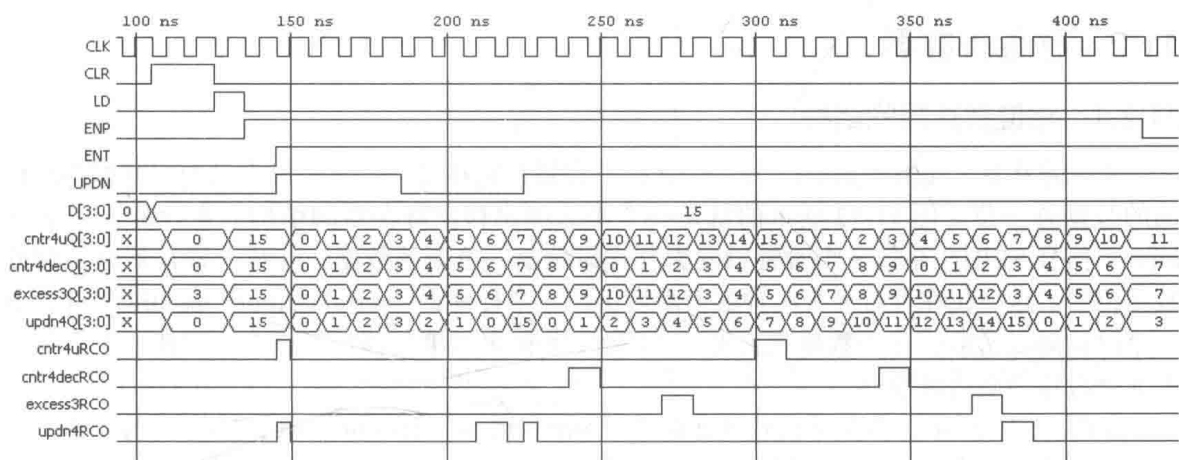 100 ns 150 ns 200 ns 250 ns 300 ns 350 ns 400 ns
CLK
CLR
LD
ENP
ENT
UPDN
D[3:0] 0 15
cntr4uQ[3:0] X 0 15 0 1 2 3 4 5 6 7 8 9 10 11 12 13 14 15 0 1 2 3 4 5 6 7 8 9 10 11
cntr4decQ[3:0] X 0 15 0 1 2 3 4 5 6 7 8 9 0 1 2 3 4 5 6 7 8 9 0 1 2 3 4 5 6 7
excess3Q[3:0] X 3 15 0 1 2 3 4 5 6 7 8 9 10 11 12 3 4 5 6 7 8 9 10 11 12 3 4 5 6 7
updn4Q[3:0] X 0 15 0 1 2 3 2 1 0 15 0 1 2 3 4 5 6 7 8 9 10 11 12 13 14 15 0 1 2 3
cntr4uRCO
cntr4decRCO
excess3RCO
updn4RCO